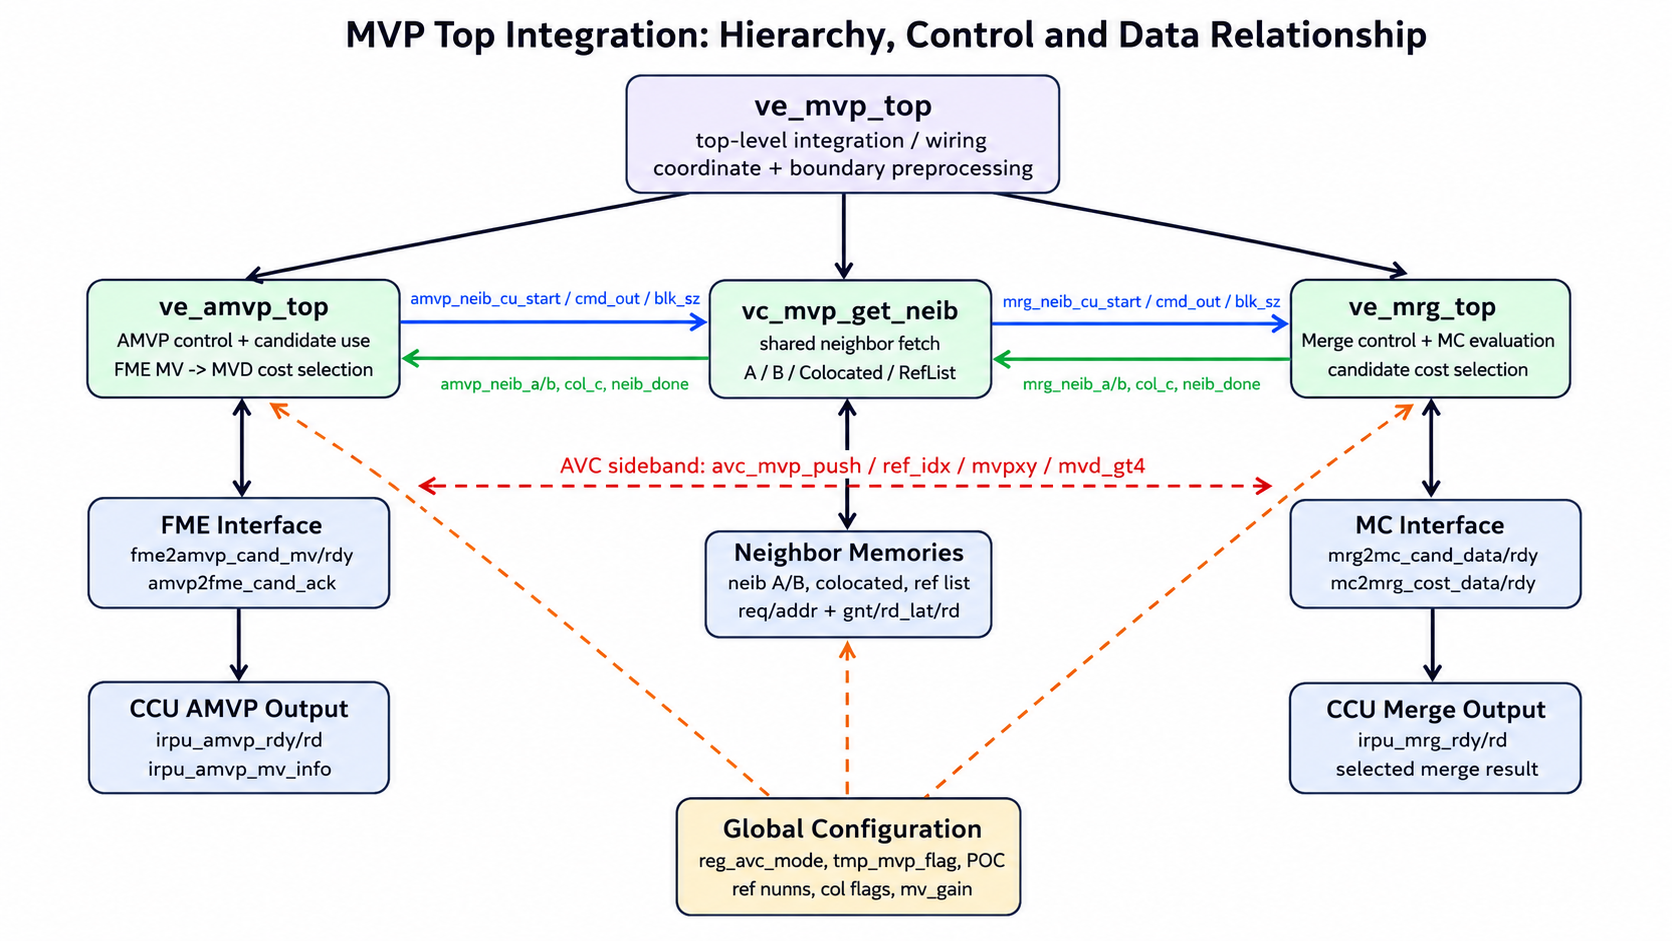 MVP Top Integration: Hierarchy, Control and Data Relationship
ve_mvp_top
top-level integration / wiring
coordinate + boundary preprocessing
ve_amvp_top
AMVP control + candidate use
FME MV -> MVD cost selection
amvp_neib_cu_start / cmd_out / blk_sz
amvp_neib_a/b, col_c, neib_done
vc_mvp_get_neib
shared neighbor fetch
A / B / Colocated / RefList
mrg_neib_cu_start / cmd_out / blk_sz
mrg_neib_a/b, col_c, neib_done
ve_mrg_top
Merge control + MC evaluation
candidate cost selection
AVC sideband: avc_mvp_push / ref_idx / mvpxy / mvd_gt4
FME Interface
fme2amvp_cand_mv/rdy
amvp2fme_cand_ack
Neighbor Memories
neib A/B, colocated, ref list
req/addr + gnt/rd_lat/rd
MC Interface
mrg2mc_cand_data/rdy
mc2mrg_cost_data/rdy
CCU AMVP Output
irpu_amvp_rdy/rd
irpu_amvp_mv_info
CCU Merge Output
irpu_mrg_rdy/rd
selected merge result
Global Configuration
reg_avc_mode, tmp_mvp_flag, POC
ref nunns, col flags, mv_gain